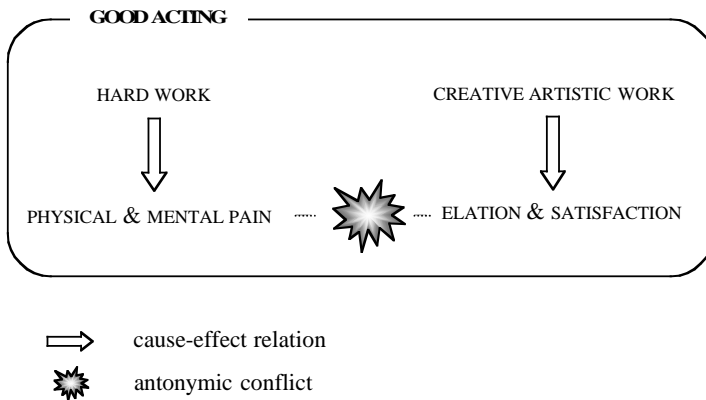 GOOD ACTING
HARD WORK CREATIVE ARTISTIC WORK
PHYSICAL & MENTAL PAIN ELATION & SATISFACTION
cause-effect relation
antonymic conflict